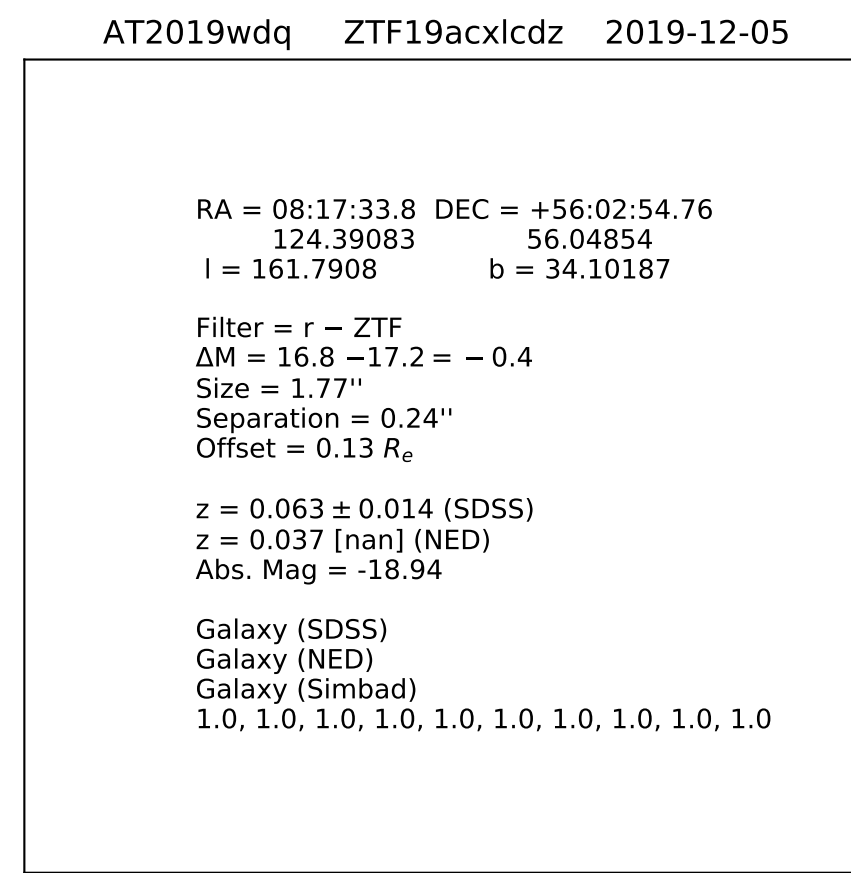 AT2019wdq ZTF19acxlcdz 2019-12-05
RA = 08:17:33.8 DEC = +56:02:54.76
124.39083 56.04854
l = 161.7908 b = 34.10187
Filter = r − ZTF
ΔM = 16.8 −17.2 = − 0.4
Size = 1.77''
Separation = 0.24''
Offset = 0.13 Rₑ
z = 0.063 ± 0.014 (SDSS)
z = 0.037 [nan] (NED)
Abs. Mag = -18.94
Galaxy (SDSS)
Galaxy (NED)
Galaxy (Simbad)
1.0, 1.0, 1.0, 1.0, 1.0, 1.0, 1.0, 1.0, 1.0, 1.0